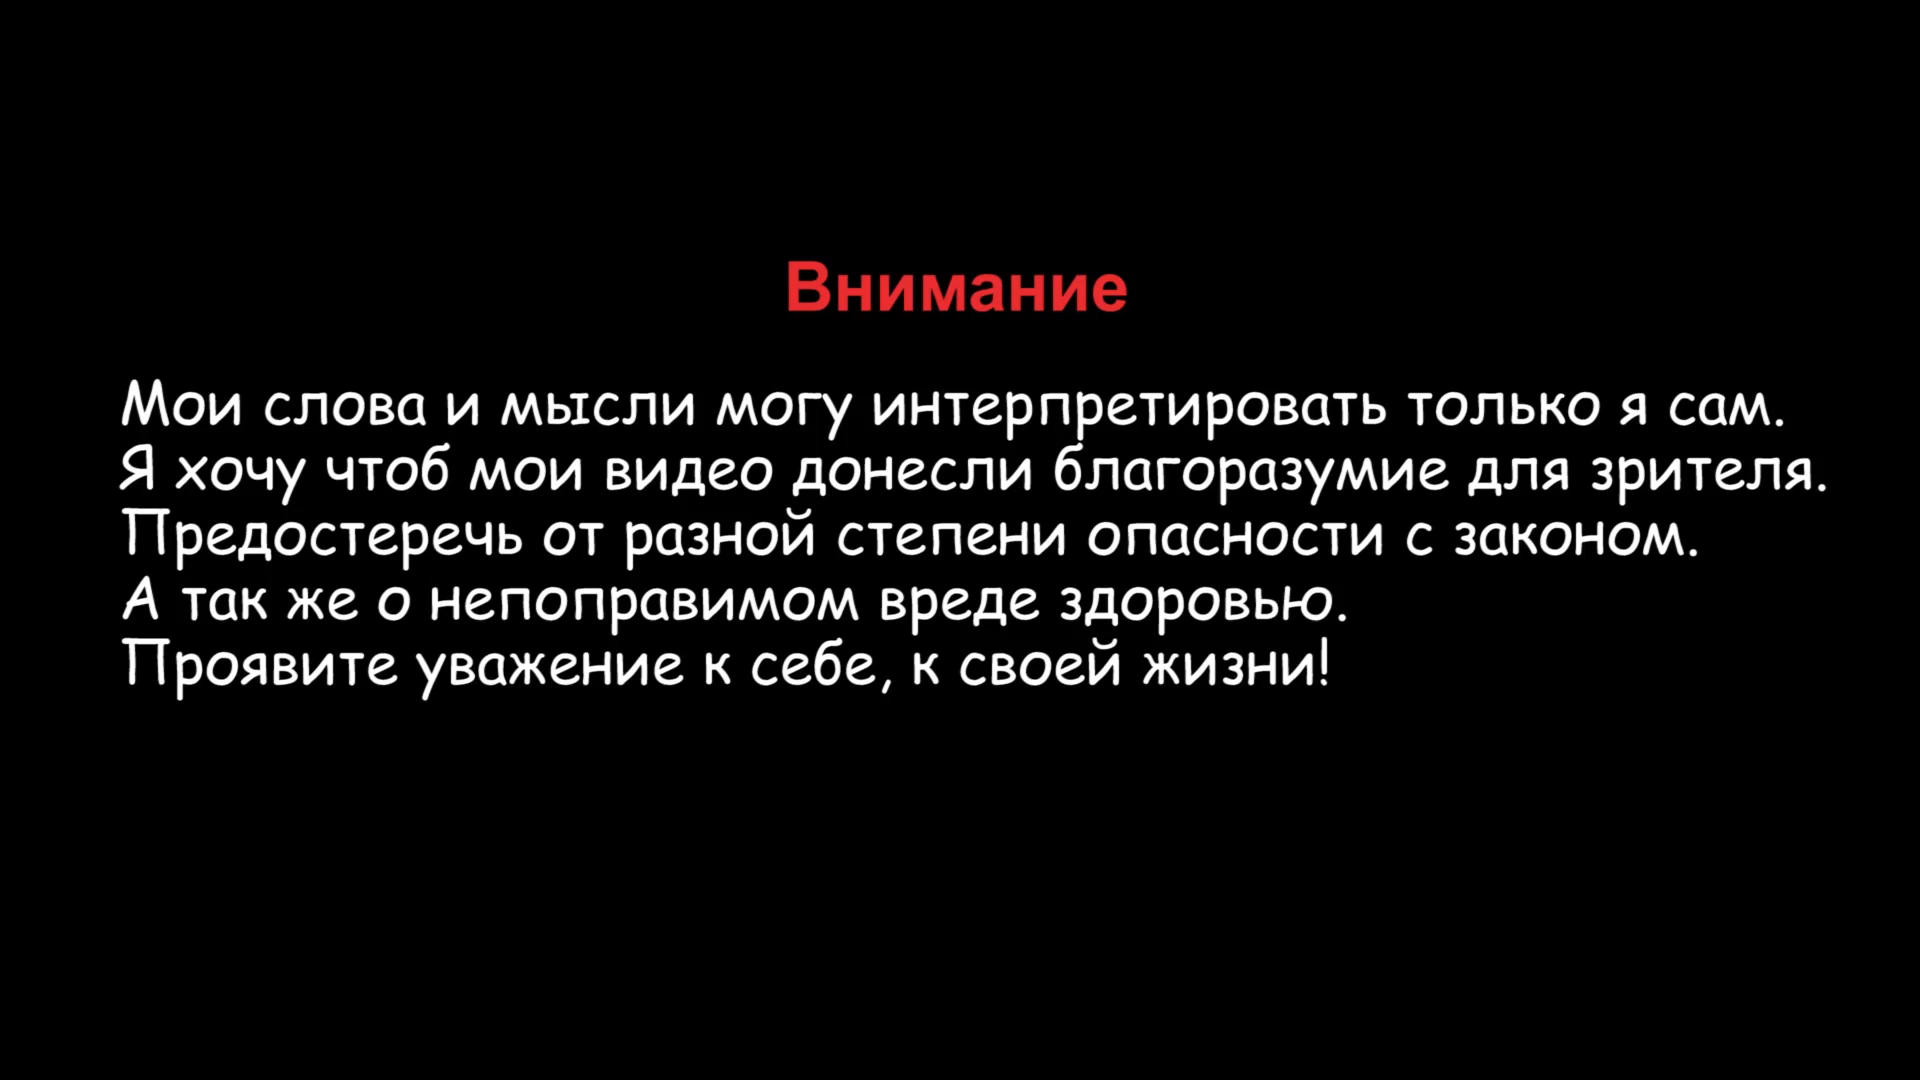 Внимание
Мои слова и мысли могу интерпретировать только я сам.
Я хочу чтоб мои видео донесли благоразумие для зрителя.
Предостеречь от разной степени опасности с законом.
А так же о непоправимом вреде здоровью.
Проявите уважение к себе, к своей жизни!